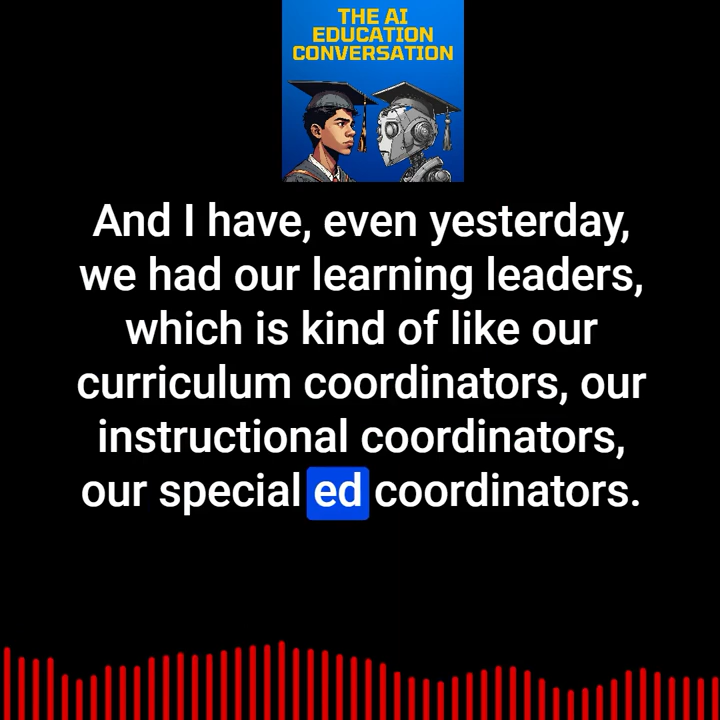 THE AI
EDUCATION
CONVERSATION
And I have, even yesterday,
we had our learning leaders,
which is kind of like our
curriculum coordinators, our
instructional coordinators,
our special ed coordinators.